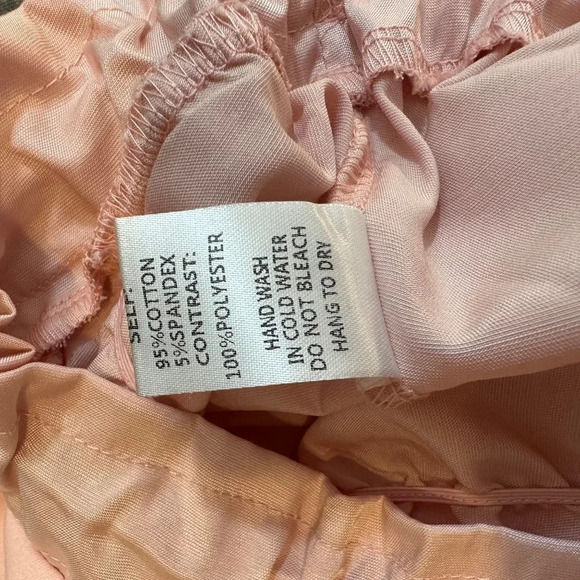 SELF:
95%COTTON
5%SPANDEX
CONTRAST:
100%POLYESTER
HAND WASH
IN COLD WATER
DO NOT BLEACH
HANG TO DRY